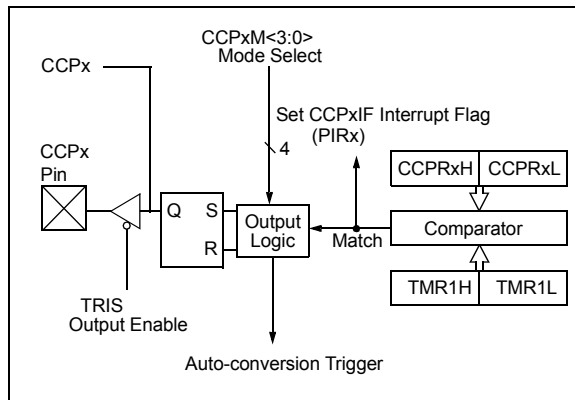 CCPxM<3:0>
Mode Select
CCPx
Set CCPxIF Interrupt Flag
(PIRx)
4
CCPx
Pin
CCPRxH CCPRxL
Q S
R
Output
Logic
Match
Comparator
TMR1H TMR1L
TRIS
Output Enable
Auto-conversion Trigger